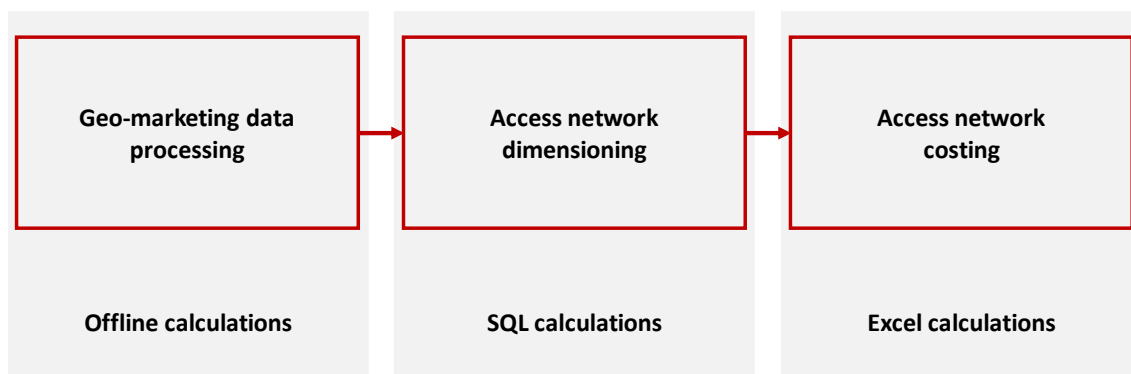 Geo-marketing data
processing
Access network
dimensioning
Access network
costing
Offline calculations
SQL calculations
Excel calculations